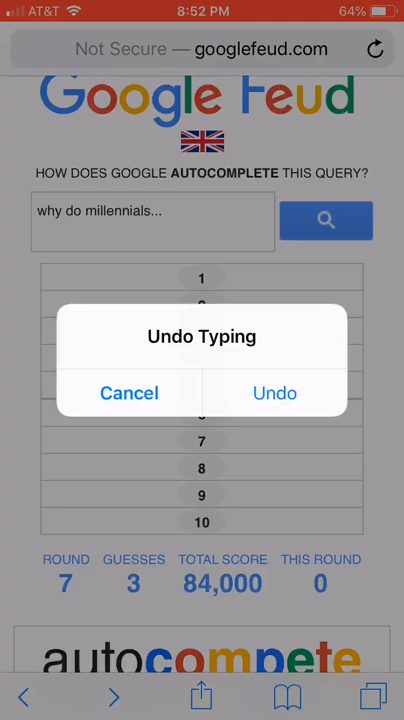 AT&T 8:52 PM 64%
Not Secure — googlefeud.com
Google Feud
HOW DOES GOOGLE AUTOCOMPLETE THIS QUERY?
why do millennials...
1
Undo Typing
Cancel Undo
7
8
9
10
ROUND GUESSES TOTAL SCORE THIS ROUND
7 3 84,000 0
autocompete